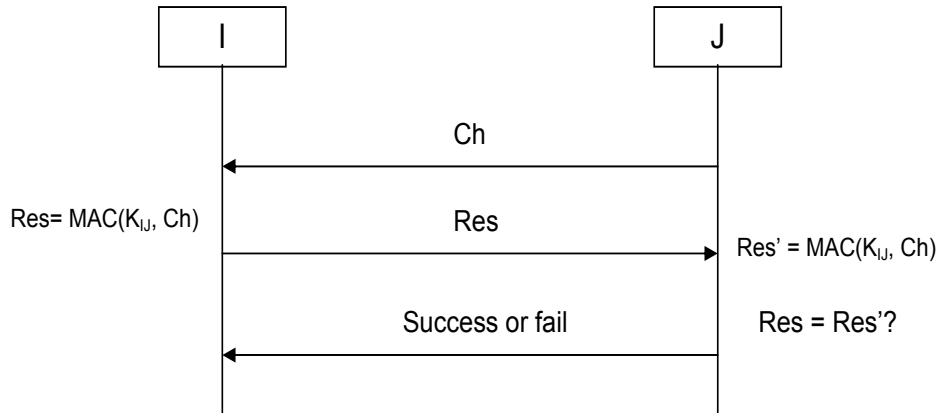 I
J
Ch
Res= MAC(K_IJ, Ch)
Res
Res’ = MAC(K_IJ, Ch)
Success or fail
Res = Res’?